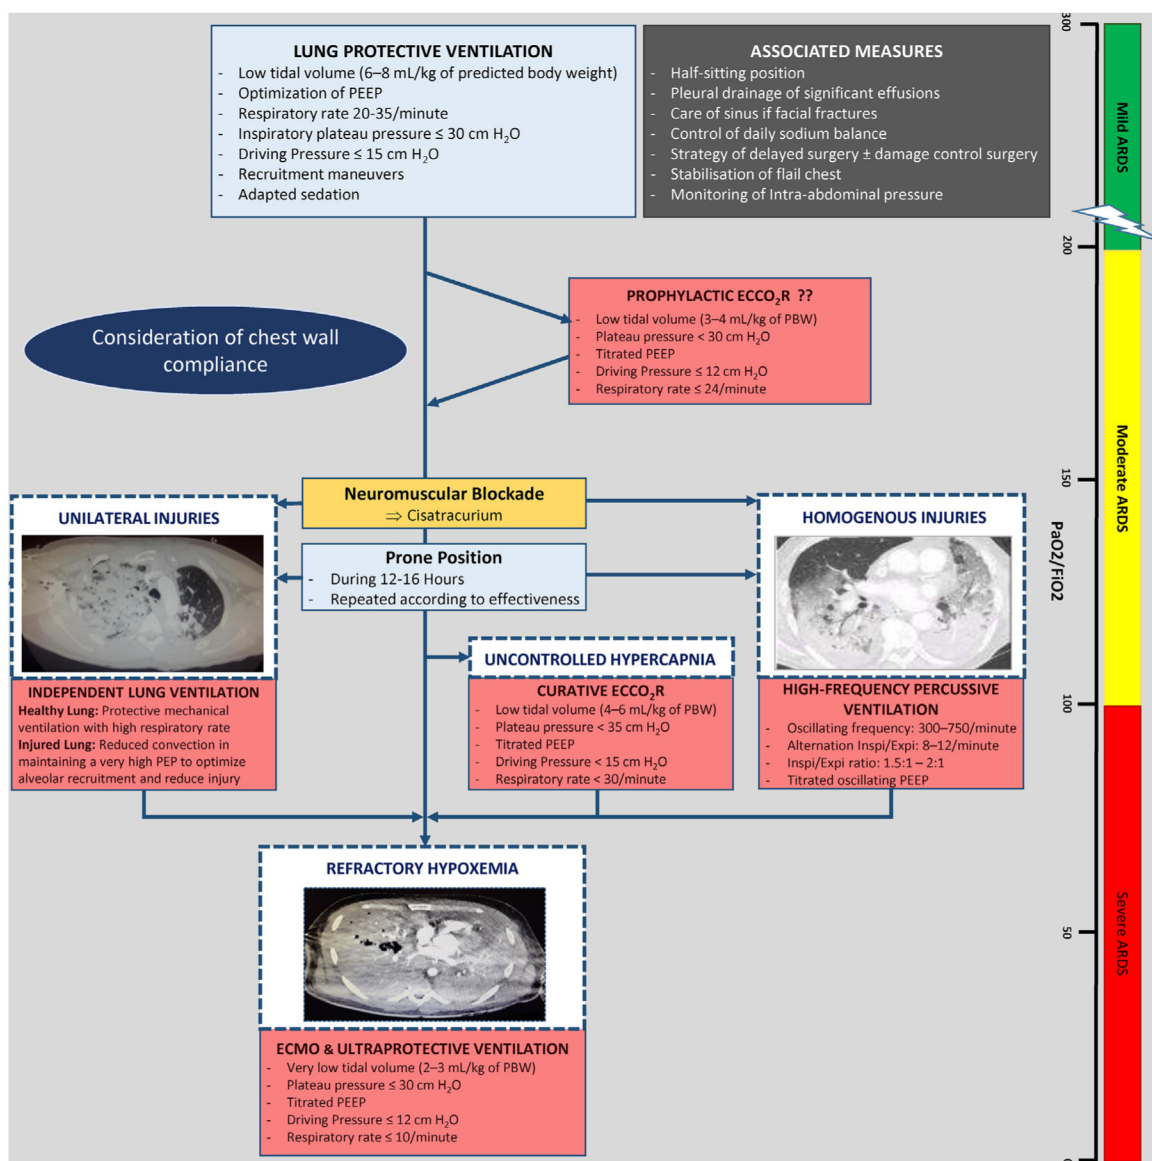 LUNG PROTECTIVE VENTILATION
- Low tidal volume (6–8 mL/kg of predicted body weight)
- Optimization of PEEP
- Respiratory rate 20-35/minute
- Inspiratory plateau pressure ≤ 30 cm H₂O
- Driving Pressure ≤ 15 cm H₂O
- Recruitment maneuvers
- Adapted sedation
ASSOCIATED MEASURES
- Half-sitting position
- Pleural drainage of significant effusions
- Care of sinus if facial fractures
- Control of daily sodium balance
- Strategy of delayed surgery ± damage control surgery
- Stabilisation of flail chest
- Monitoring of Intra-abdominal pressure
300
Mild ARDS
200
PROPHYLACTIC ECCO₂R ??
- Low tidal volume (3–4 mL/kg of PBW)
- Plateau pressure < 30 cm H₂O
- Titrated PEEP
- Driving Pressure ≤ 12 cm H₂O
- Respiratory rate ≤ 24/minute
Consideration of chest wall
compliance
Moderate ARDS
150
PaO2/FiO2
Neuromuscular Blockade
⇒ Cisatracurium
Prone Position
- During 12-16 Hours
- Repeated according to effectiveness
UNILATERAL INJURIES
INDEPENDENT LUNG VENTILATION
Healthy Lung: Protective mechanical
ventilation with high respiratory rate
Injured Lung: Reduced convection in
maintaining a very high PEP to optimize
alveolar recruitment and reduce injury
UNCONTROLLED HYPERCAPNIA
CURATIVE ECCO₂R
- Low tidal volume (4–6 mL/kg of PBW)
- Plateau pressure < 35 cm H₂O
- Titrated PEEP
- Driving Pressure < 15 cm H₂O
- Respiratory rate < 30/minute
HOMOGENOUS INJURIES
HIGH-FREQUENCY PERCUSSIVE
VENTILATION
- Oscillating frequency: 300–750/minute
- Alternation Inspi/Expi: 8–12/minute
- Inspi/Expi ratio: 1.5:1 – 2:1
- Titrated oscillating PEEP
100
Severe ARDS
50
0
REFRACTORY HYPOXEMIA
ECMO & ULTRAPROTECTIVE VENTILATION
- Very low tidal volume (2–3 mL/kg of PBW)
- Plateau pressure ≤ 30 cm H₂O
- Titrated PEEP
- Driving Pressure ≤ 12 cm H₂O
- Respiratory rate ≤ 10/minute